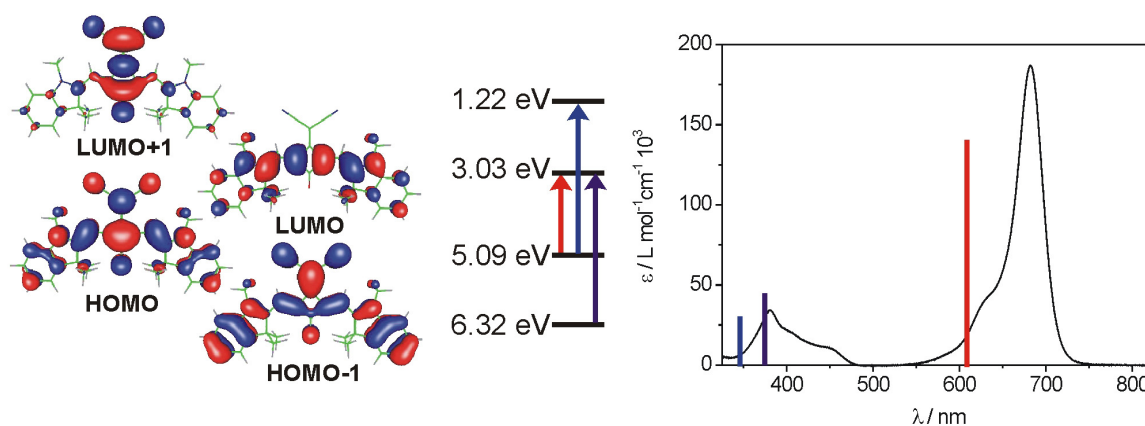 LUMO+1
LUMO
HOMO
HOMO-1
1.22 eV
3.03 eV
5.09 eV
6.32 eV
200
150
100
50
0
ε / L mol⁻¹cm⁻¹ 10³
400 500 600 700 800
λ / nm